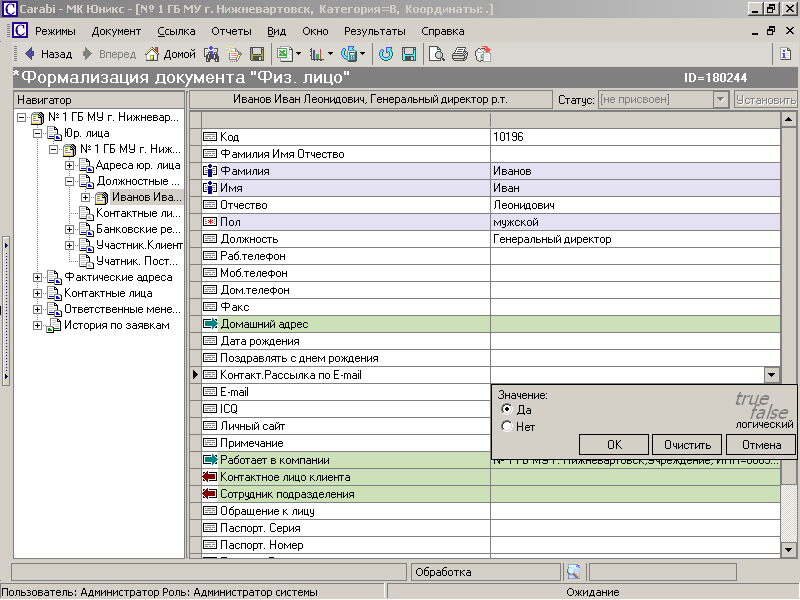 Carabi - МК Юникс - [№ 1 ГБ МУ г. Нижневартовск, Категория=В, Координаты: .]
Режимы Документ Ссылка Отчеты Вид Окно Результаты Справка
Назад Вперед Домой
*Формализация документа "Физ. лицо" ID=180244
Навигатор
Иванов Иван Леонидович, Генеральный директор р.т. Статус: [не присвоен] Установить
№ 1 ГБ МУ г. Нижневар...
Юр. лица
№ 1 ГБ МУ г. Ниж...
Адреса юр. лица
Должностные ...
Иванов Ива...
Контактные ли...
Банковские ре...
Участник.Клиент
Учатник. Пост...
Фактические адреса
Контактные лица
Ответственные мене...
История по заявкам
Код 10196
Фамилия Имя Отчество
Фамилия Иванов
Имя Иван
Отчество Леонидович
Пол мужской
Должность Генеральный директор
Раб.телефон
Моб.телефон
Дом.телефон
Факс
Домашний адрес
Дата рождения
Поздравлять с днем рождения
Контакт.Рассылка по E-mail
E-mail
ICQ
Личный сайт
Примечание
Работает в компании № 1 ГБ МУ г. Нижневартовск,Учреждение, ИНН=8603...
Контактное лицо клиента
Сотрудник подразделения
Обращение к лицу
Паспорт. Серия
Паспорт. Номер
Значение:
Да
Нет
true
false
логический
OK Очистить Отмена
Обработка
Пользователь: Администратор Роль: Администратор системы Ожидание